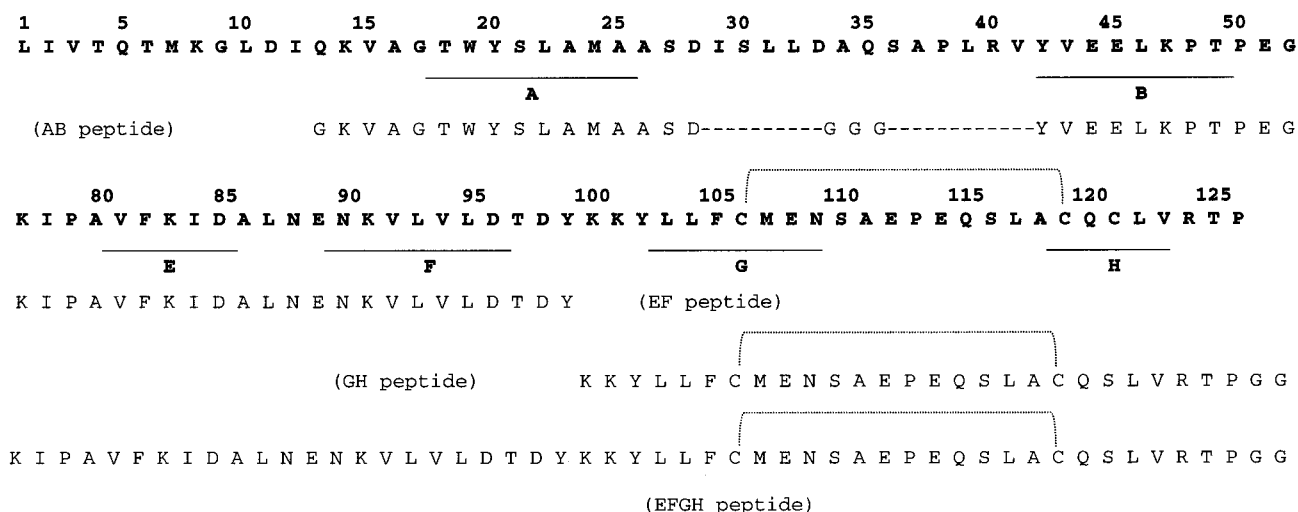 1 5 10 15 20 25 30 35 40 45 50
L I V T Q T M K G L D I Q K V A G T W Y S L A M A A S D I S L L D A Q S A P L R V Y V E E L K P T P E G
A B
(AB peptide) G K V A G T W Y S L A M A A S D----------G G G------------Y V E E L K P T P E G
80 85 90 95 100 105 110 115 120 125
K I P A V F K I D A L N E N K V L V L D T D Y K K Y L L F C M E N S A E P E Q S L A C Q C L V R T P
E F G H
K I P A V F K I D A L N E N K V L V L D T D Y (EF peptide)
(GH peptide) K K Y L L F C M E N S A E P E Q S L A C Q S L V R T P G G
K I P A V F K I D A L N E N K V L V L D T D Y K K Y L L F C M E N S A E P E Q S L A C Q S L V R T P G G
(EFGH peptide)